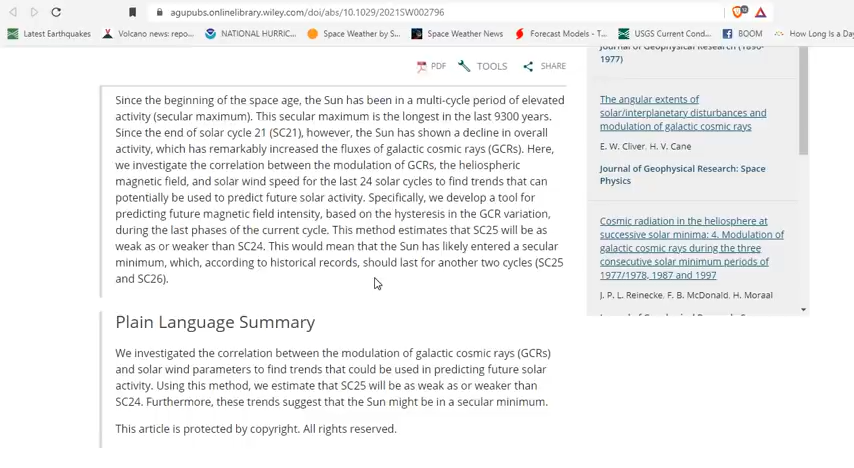 agupubs.onlinelibrary.wiley.com/doi/abs/10.1029/2021SW002796
Latest Earthquakes
Volcano news: repo...
NATIONAL HURRIC...
Space Weather by S...
Space Weather News
Forecast Models - T...
USGS Current Cond...
BOOM
How Long Is a Da
PDF
TOOLS
SHARE
Since the beginning of the space age, the Sun has been in a multi-cycle period of elevated
activity (secular maximum). This secular maximum is the longest in the last 9300 years.
Since the end of solar cycle 21 (SC21), however, the Sun has shown a decline in overall
activity, which has remarkably increased the fluxes of galactic cosmic rays (GCRs). Here,
we investigate the correlation between the modulation of GCRs, the heliospheric
magnetic field, and solar wind speed for the last 24 solar cycles to find trends that can
potentially be used to predict future solar activity. Specifically, we develop a tool for
predicting future magnetic field intensity, based on the hysteresis in the GCR variation,
during the last phases of the current cycle. This method estimates that SC25 will be as
weak as or weaker than SC24. This would mean that the Sun has likely entered a secular
minimum, which, according to historical records, should last for another two cycles (SC25
and SC26).
Plain Language Summary
We investigated the correlation between the modulation of galactic cosmic rays (GCRs)
and solar wind parameters to find trends that could be used in predicting future solar
activity. Using this method, we estimate that SC25 will be as weak as or weaker than
SC24. Furthermore, these trends suggest that the Sun might be in a secular minimum.
This article is protected by copyright. All rights reserved.
Journal of Geophysical Research (1896-
1977)
The angular extents of
solar/interplanetary disturbances and
modulation of galactic cosmic rays
E. W. Cliver, H. V. Cane
Journal of Geophysical Research: Space
Physics
Cosmic radiation in the heliosphere at
successive solar minima: 4. Modulation
of galactic cosmic rays during the three
consecutive solar minimum periods of
1977/1978, 1987 and 1997
J. P. L. Reinecke, F. B. McDonald, H. Moraal